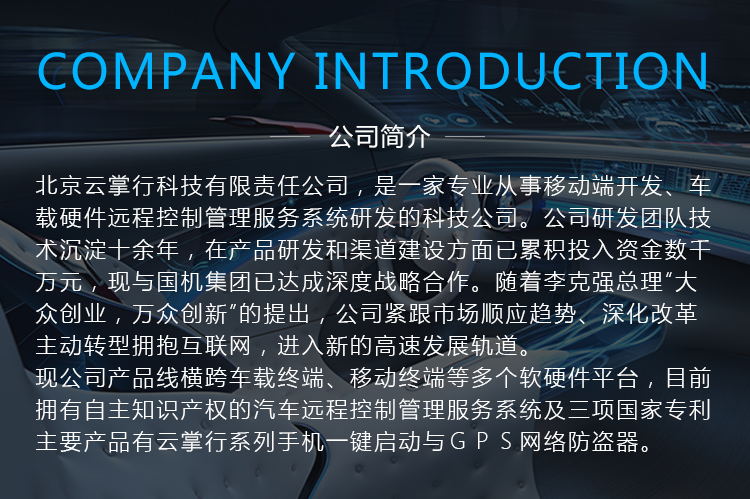 COMPANY INTRODUCTION
公司简介
北京云掌行科技有限责任公司，是一家专业从事移动端开发、车
载硬件远程控制管理服务系统研发的科技公司。公司研发团队技
术沉淀十余年，在产品研发和渠道建设方面已累积投入资金数千
万元，现与国机集团已达成深度战略合作。随着李克强总理“大
众创业，万众创新”的提出，公司紧跟市场顺应趋势、深化改革
主动转型拥抱互联网，进入新的高速发展轨道。
现公司产品线横跨车载终端、移动终端等多个软硬件平台，目前
拥有自主知识产权的汽车远程控制管理服务系统及三项国家专利
主要产品有云掌行系列手机一键启动与ＧＰＳ网络防盗器。